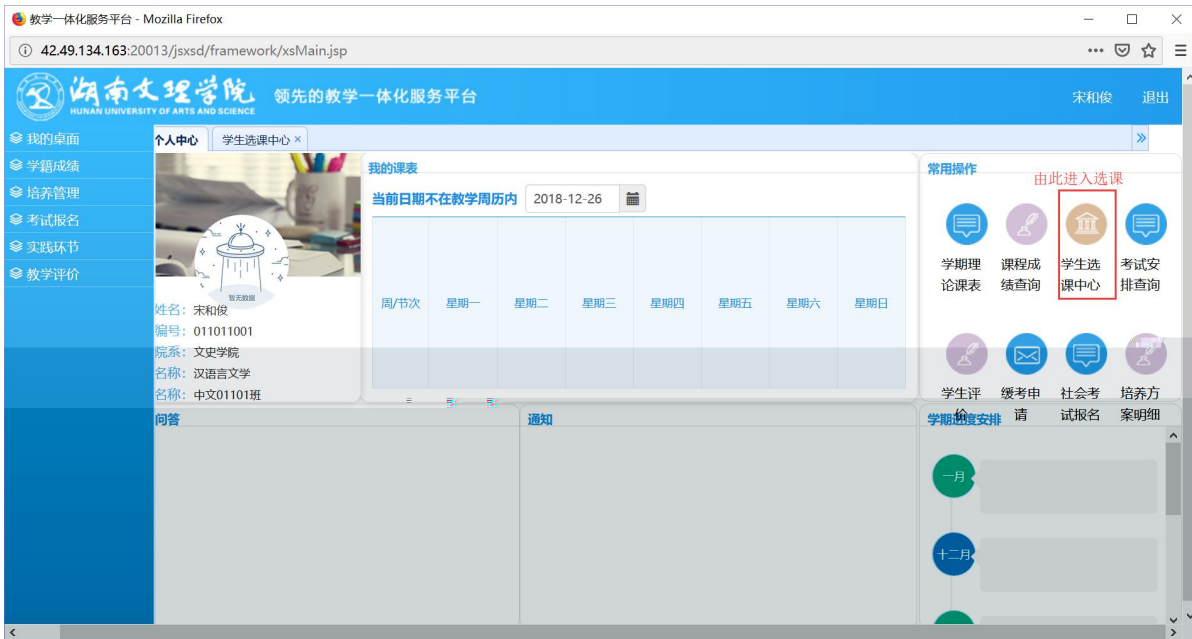 教学一体化服务平台 - Mozilla Firefox
42.49.134.163:20013/jsxsd/framework/xsMain.jsp
湖南文理学院
HUNAN UNIVERSITY OF ARTS AND SCIENCE
领先的教学一体化服务平台
宋和俊 退出
我的桌面
学籍成绩
培养管理
考试报名
实践环节
教学评价
个人中心 学生选课中心
暂无数据
姓名：宋和俊
编号：011011001
院系：文史学院
名称：汉语言文学
名称：中文01101班
我的课表
当前日期不在教学周历内 2018-12-26
周/节次 星期一 星期二 星期三 星期四 星期五 星期六 星期日
常用操作
由此进入选课
学期理论课表
课程成绩查询
学生选课中心
考试安排查询
学生评价
缓考申请
社会考试报名
培养方案明细
问答
通知
学期进度安排
一月
十二月